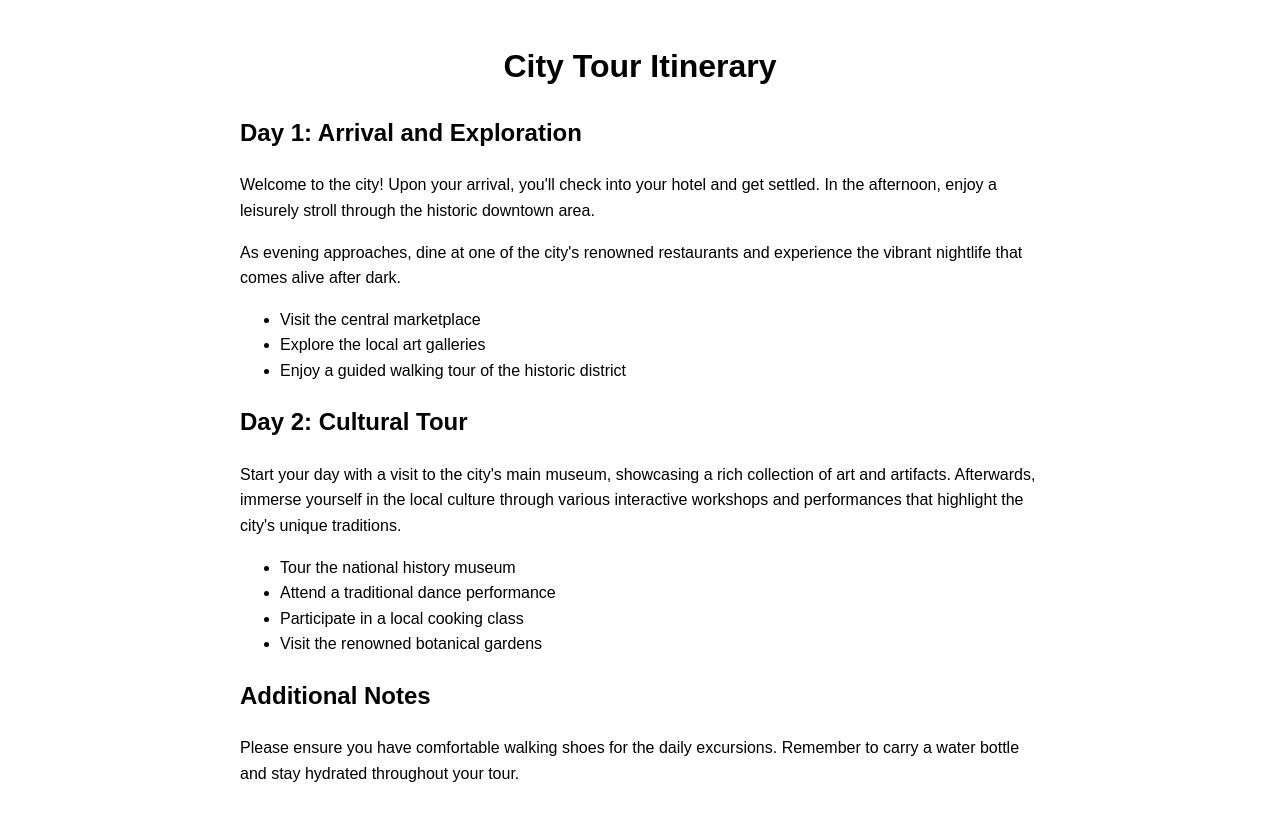 City Tour Itinerary
Day 1: Arrival and Exploration
Welcome to the city! Upon your arrival, you'll check into your hotel and get settled. In the afternoon, enjoy a
leisurely stroll through the historic downtown area.
As evening approaches, dine at one of the city's renowned restaurants and experience the vibrant nightlife that
comes alive after dark.
• Visit the central marketplace
• Explore the local art galleries
• Enjoy a guided walking tour of the historic district
Day 2: Cultural Tour
Start your day with a visit to the city's main museum, showcasing a rich collection of art and artifacts. Afterwards,
immerse yourself in the local culture through various interactive workshops and performances that highlight the
city's unique traditions.
• Tour the national history museum
• Attend a traditional dance performance
• Participate in a local cooking class
• Visit the renowned botanical gardens
Additional Notes
Please ensure you have comfortable walking shoes for the daily excursions. Remember to carry a water bottle
and stay hydrated throughout your tour.